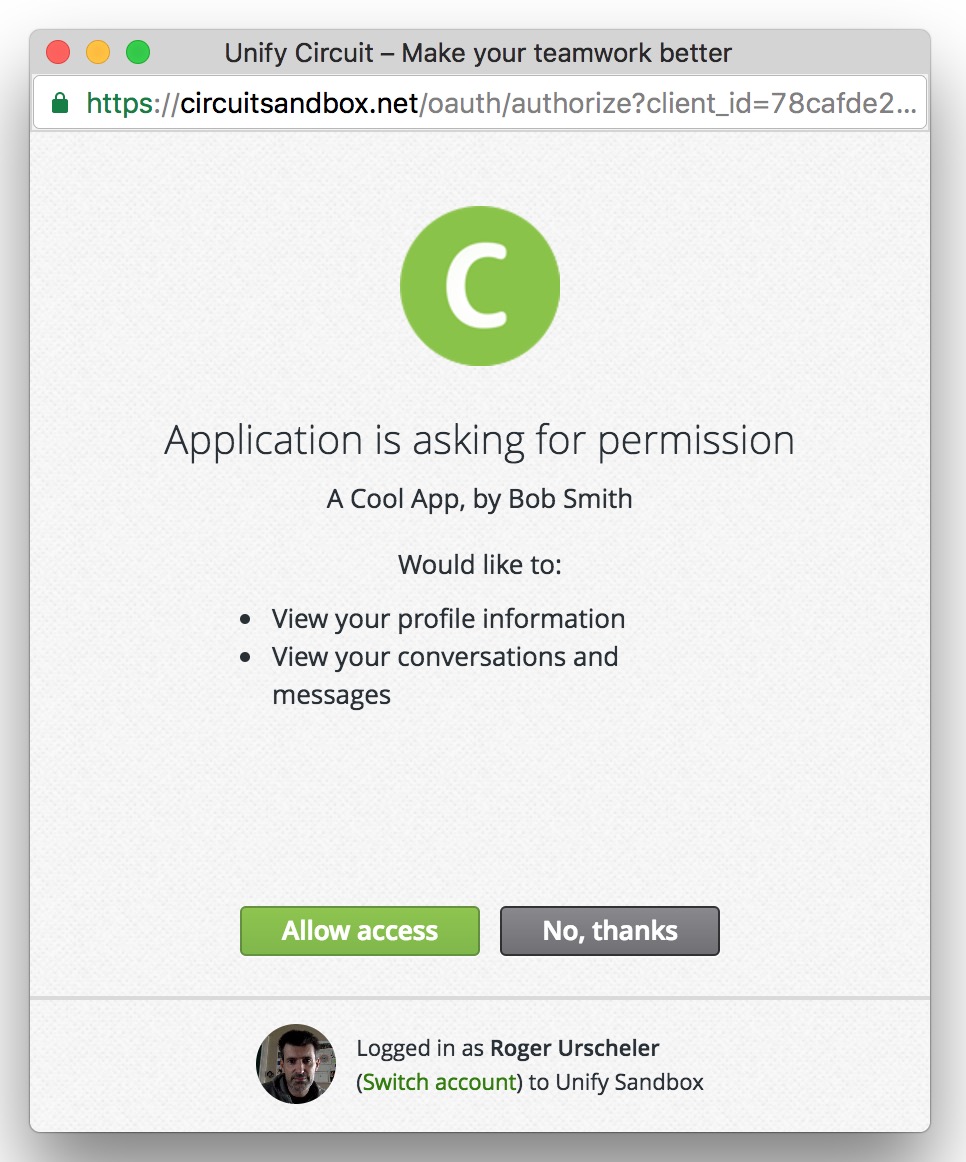 Unify Circuit – Make your teamwork better
https://circuitsandbox.net/oauth/authorize?client_id=78cafde2...
C
Application is asking for permission
A Cool App, by Bob Smith
Would like to:
• View your profile information
• View your conversations and
messages
Allow access
No, thanks
Logged in as Roger Urscheler
(Switch account) to Unify Sandbox